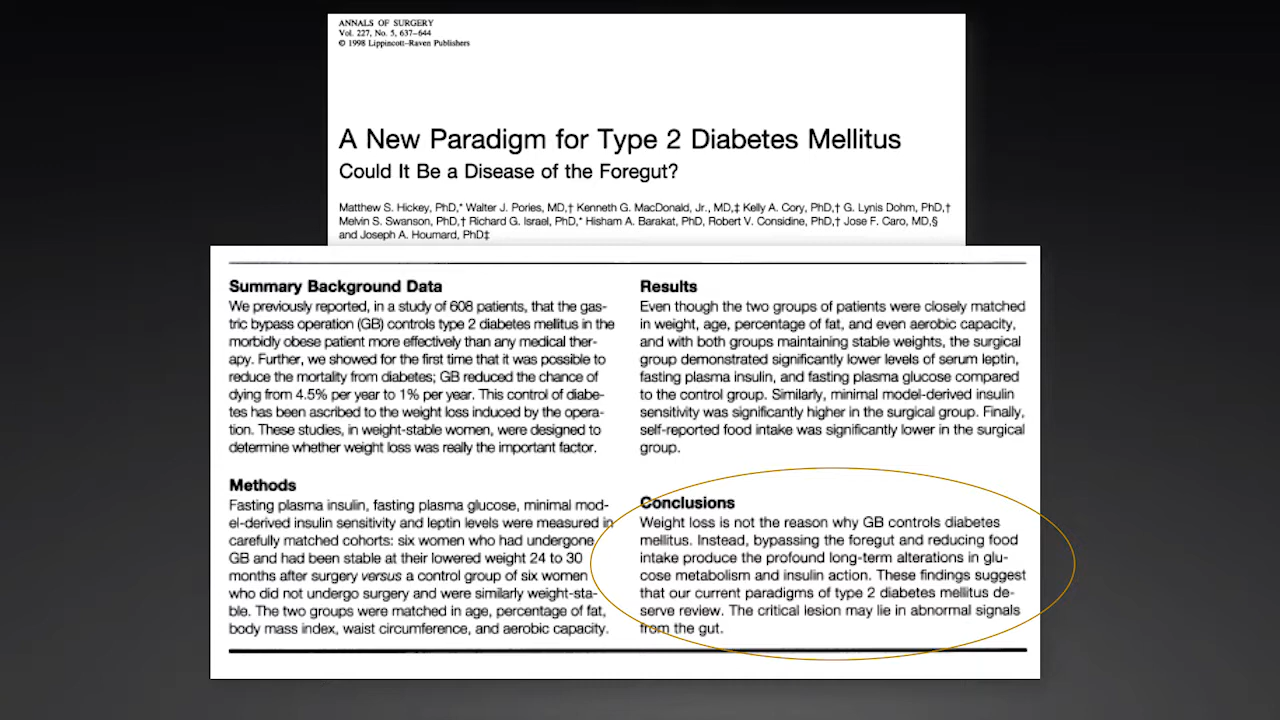 ANNALS OF SURGERY
Vol. 227, No. 5, 637–644
© 1998 Lippincott–Raven Publishers
A New Paradigm for Type 2 Diabetes Mellitus
Could It Be a Disease of the Foregut?
Matthew S. Hickey, PhD,* Walter J. Pories, MD,† Kenneth G. MacDonald, Jr., MD,‡ Kelly A. Cory, PhD,† G. Lynis Dohm, PhD,†
Melvin S. Swanson, PhD,† Richard G. Israel, PhD,* Hisham A. Barakat, PhD, Robert V. Considine, PhD,† Jose F. Caro, MD,§
and Joseph A. Houmard, PhD‡
Summary Background Data
We previously reported, in a study of 608 patients, that the gas-
tric bypass operation (GB) controls type 2 diabetes mellitus in the
morbidly obese patient more effectively than any medical ther-
apy. Further, we showed for the first time that it was possible to
reduce the mortality from diabetes; GB reduced the chance of
dying from 4.5% per year to 1% per year. This control of diabe-
tes has been ascribed to the weight loss induced by the opera-
tion. These studies, in weight-stable women, were designed to
determine whether weight loss was really the important factor.
Methods
Fasting plasma insulin, fasting plasma glucose, minimal mod-
el-derived insulin sensitivity and leptin levels were measured in
carefully matched cohorts: six women who had undergone
GB and had been stable at their lowered weight 24 to 30
months after surgery versus a control group of six women
who did not undergo surgery and were similarly weight-sta-
ble. The two groups were matched in age, percentage of fat,
body mass index, waist circumference, and aerobic capacity.
Results
Even though the two groups of patients were closely matched
in weight, age, percentage of fat, and even aerobic capacity,
and with both groups maintaining stable weights, the surgical
group demonstrated significantly lower levels of serum leptin,
fasting plasma insulin, and fasting plasma glucose compared
to the control group. Similarly, minimal model-derived insulin
sensitivity was significantly higher in the surgical group. Finally,
self-reported food intake was significantly lower in the surgical
group.
Conclusions
Weight loss is not the reason why GB controls diabetes
mellitus. Instead, bypassing the foregut and reducing food
intake produce the profound long-term alterations in glu-
cose metabolism and insulin action. These findings suggest
that our current paradigms of type 2 diabetes mellitus de-
serve review. The critical lesion may lie in abnormal signals
from the gut.